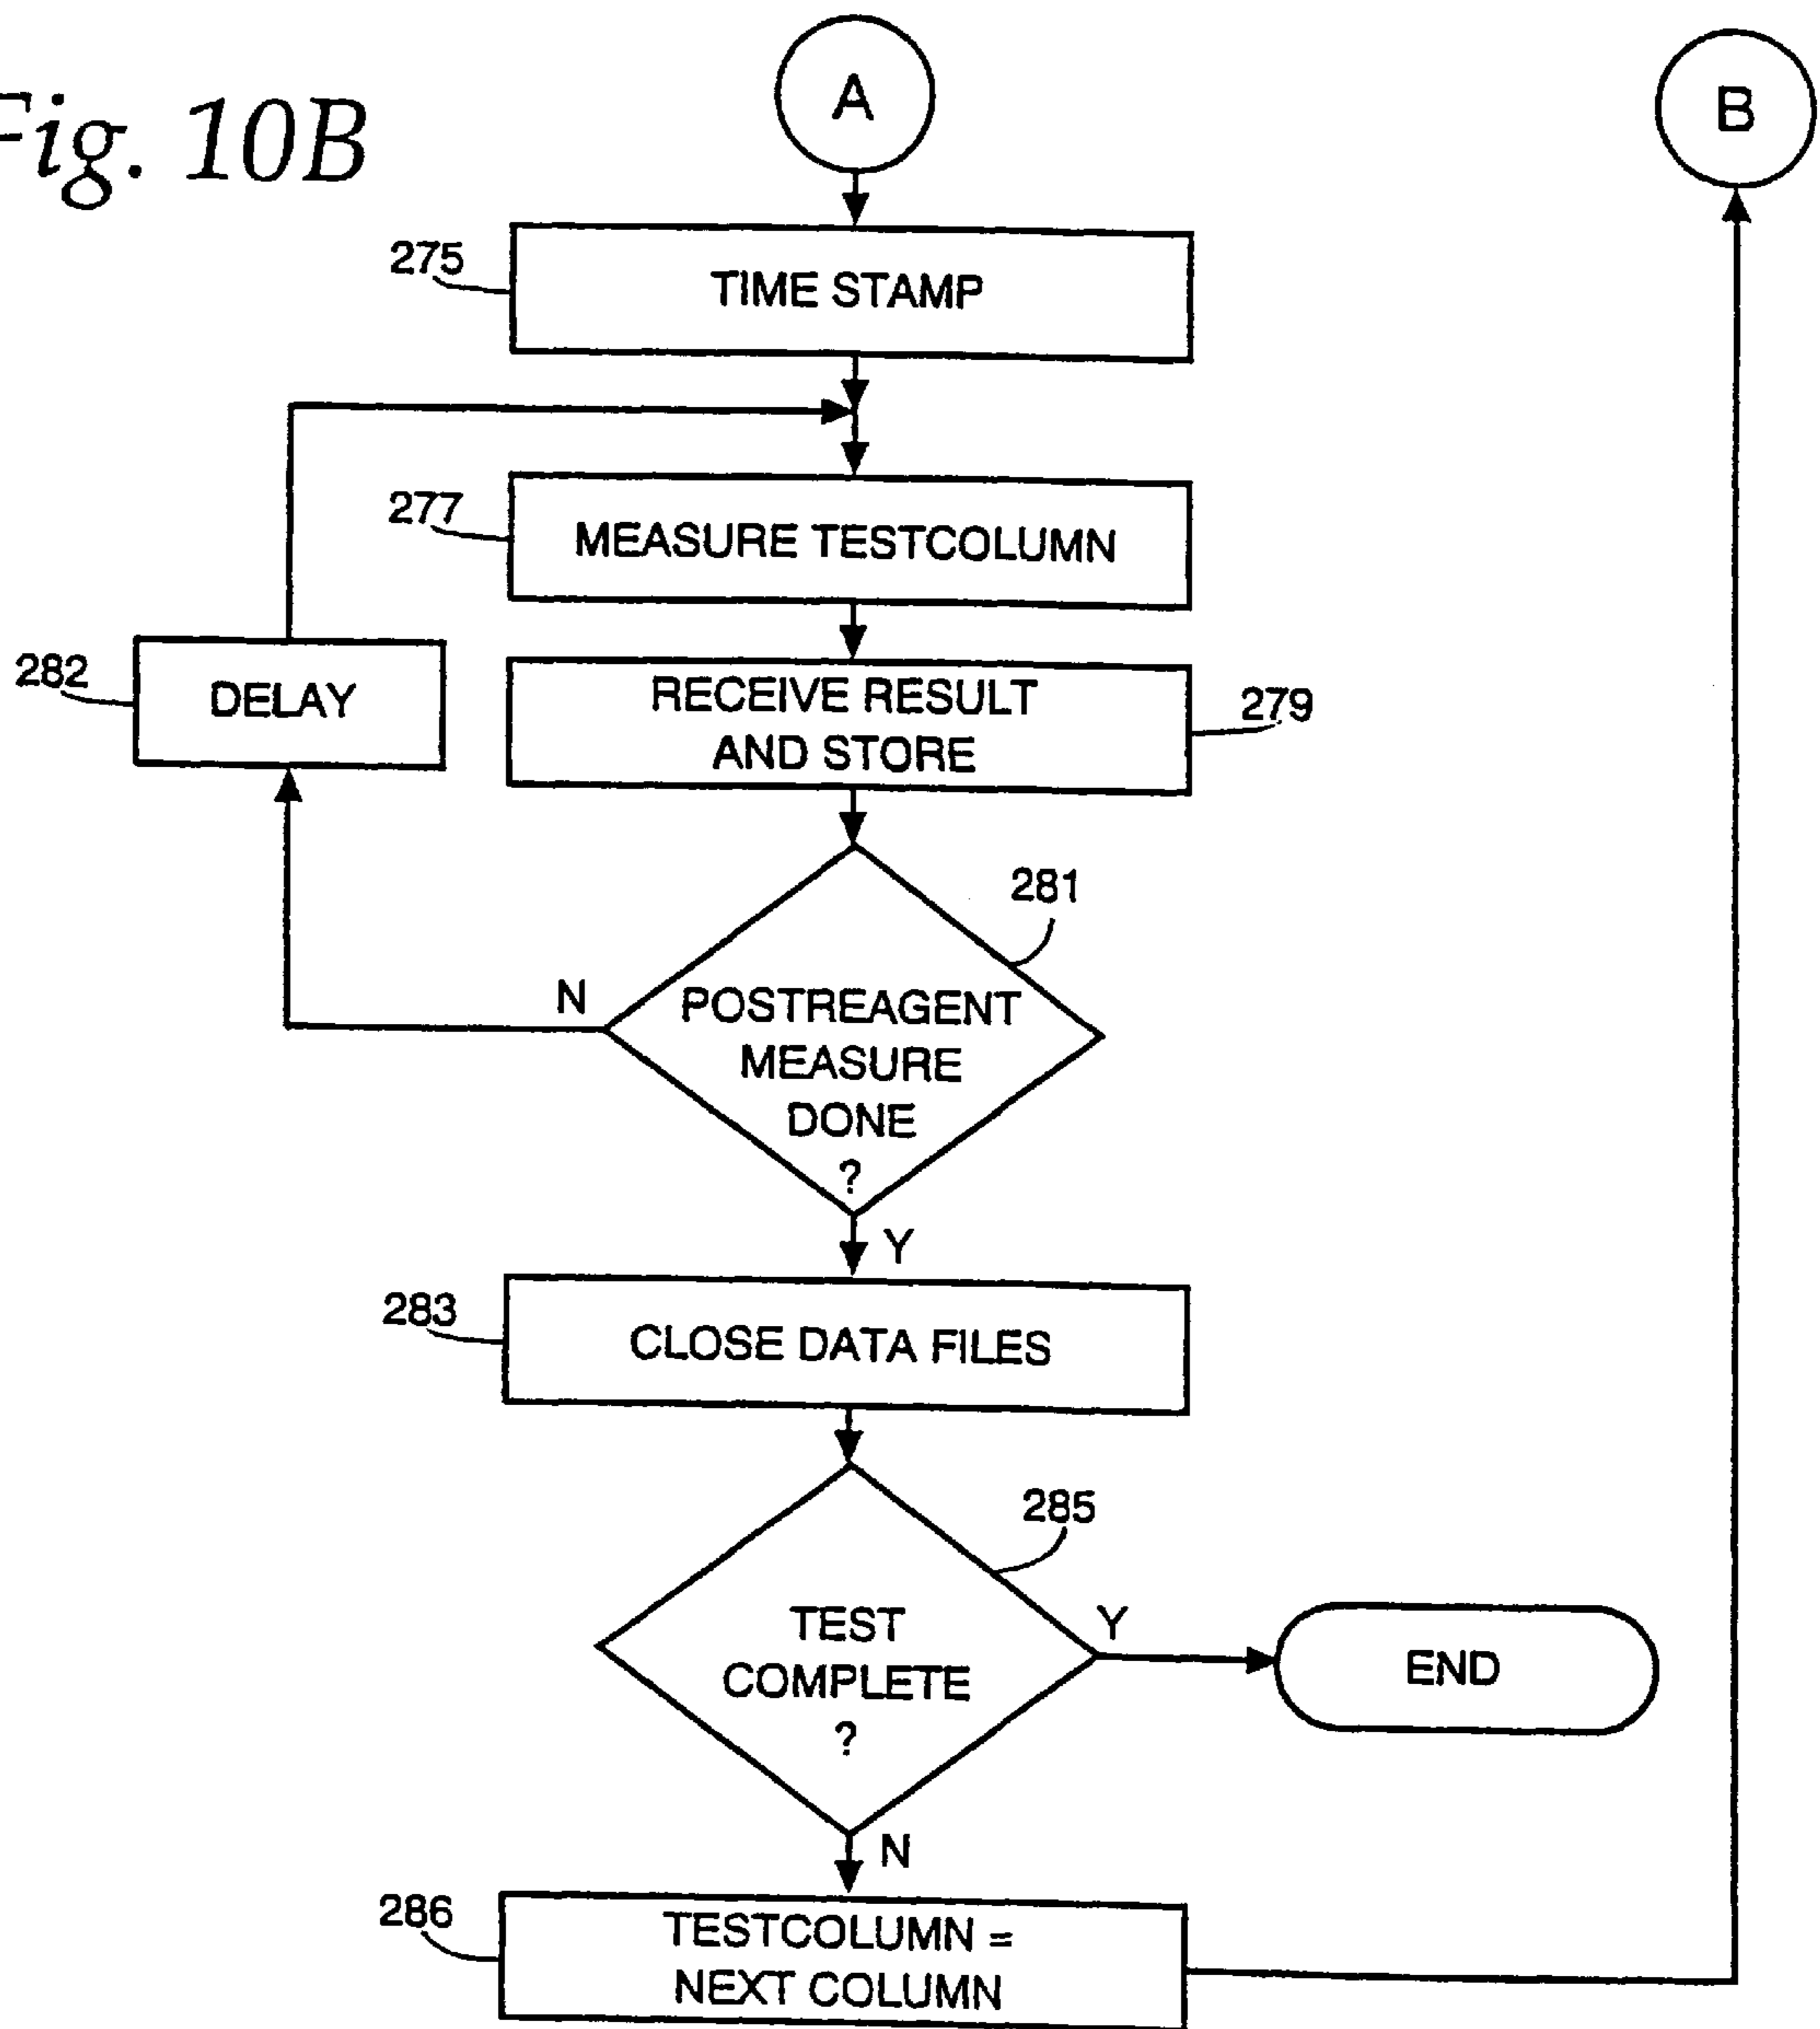 Fig. 10B
A
B
275
TIME STAMP
277
MEASURE TESTCOLUMN
282
DELAY
RECEIVE RESULT
AND STORE
279
281
N
POSTREAGENT
MEASURE
DONE
?
Y
283
CLOSE DATA FILES
285
TEST
COMPLETE
?
Y
END
N
286
TESTCOLUMN =
NEXT COLUMN